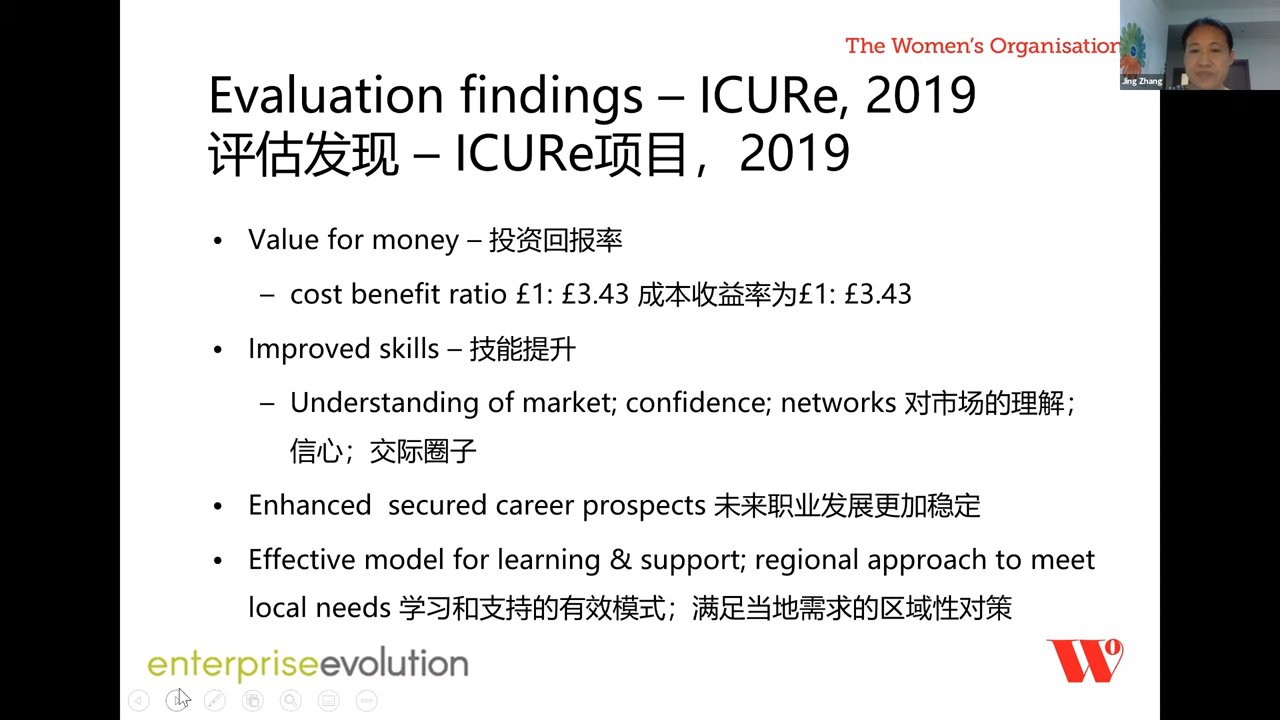 The Women's Organisation
Jing Zhang
Evaluation findings – ICURe, 2019
评估发现 – ICURe项目，2019
• Value for money – 投资回报率
– cost benefit ratio £1: £3.43 成本收益率为£1: £3.43
• Improved skills – 技能提升
– Understanding of market; confidence; networks 对市场的理解；
信心；交际圈子
• Enhanced secured career prospects 未来职业发展更加稳定
• Effective model for learning & support; regional approach to meet
local needs 学习和支持的有效模式；满足当地需求的区域性对策
enterpriseevolution
WO